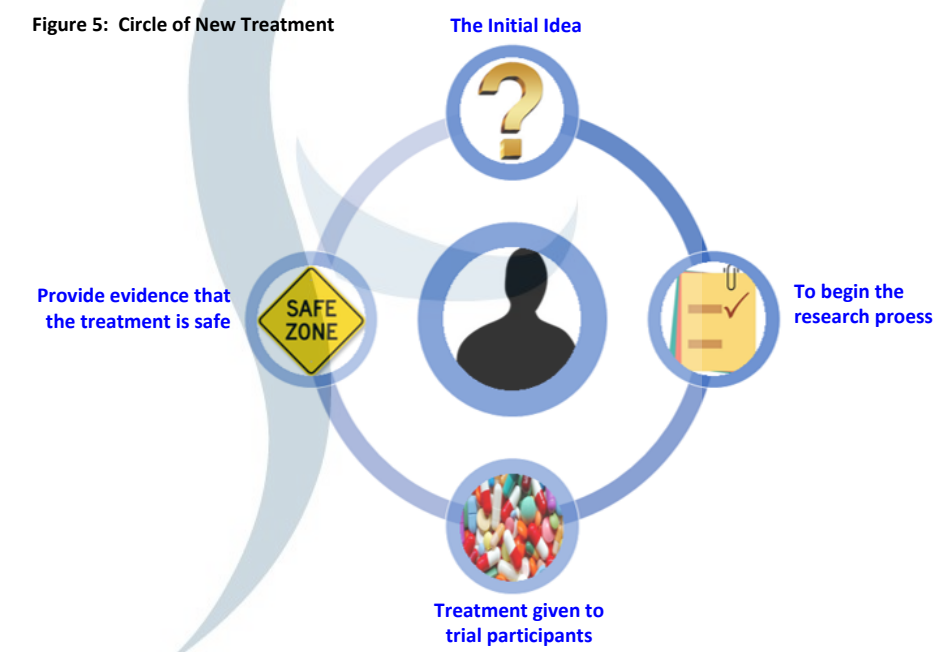 Figure 5: Circle of New Treatment
The Initial Idea
Provide evidence that
the treatment is safe
SAFE
ZONE
To begin the
research proess
Treatment given to
trial participants